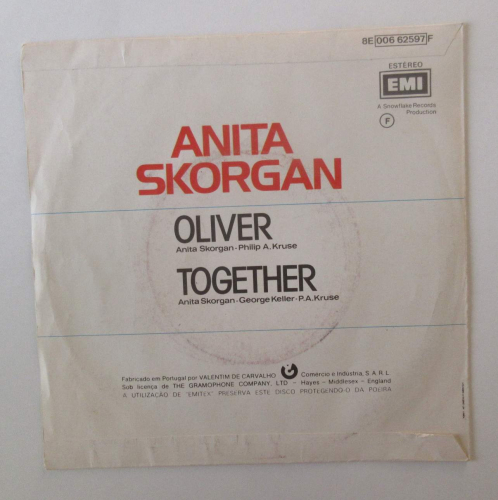 8E 006 62597 F
ESTEREO
EMI
A Snowflake Records
Production
F
ANITA
SKORGAN
OLIVER
Anita Skorgan-Philip A. Kruse
TOGETHER
Anita Skorgan-George Keller-P.A. Kruse
Fabricado em Portugal por VALENTIM DE CARVALHO Comércio e Indústria, S. A. R. L.
Sob licença de THE GRAMOPHONE COMPANY, LTD – Hayes – Middlesex – England
A UTILIZAÇÃO DE "EMITEX" PRESERVA ESTE DISCO PROTEGENDO-O DA POEIRA